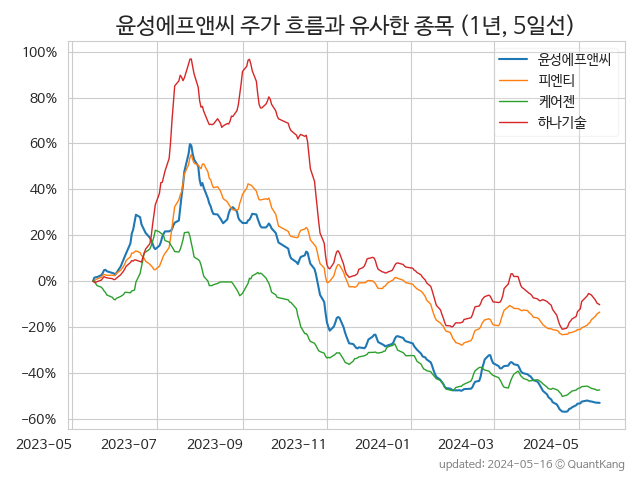 윤성에프앤씨 주가 흐름과 유사한 종목 (1년, 5일선)
100%
80%
60%
40%
20%
0%
−20%
−40%
−60%
윤성에프앤씨
피엔티
케어젠
하나기술
2023-05
2023-07
2023-09
2023-11
2024-01
2024-03
2024-05
updated: 2024-05-16 © QuantKang